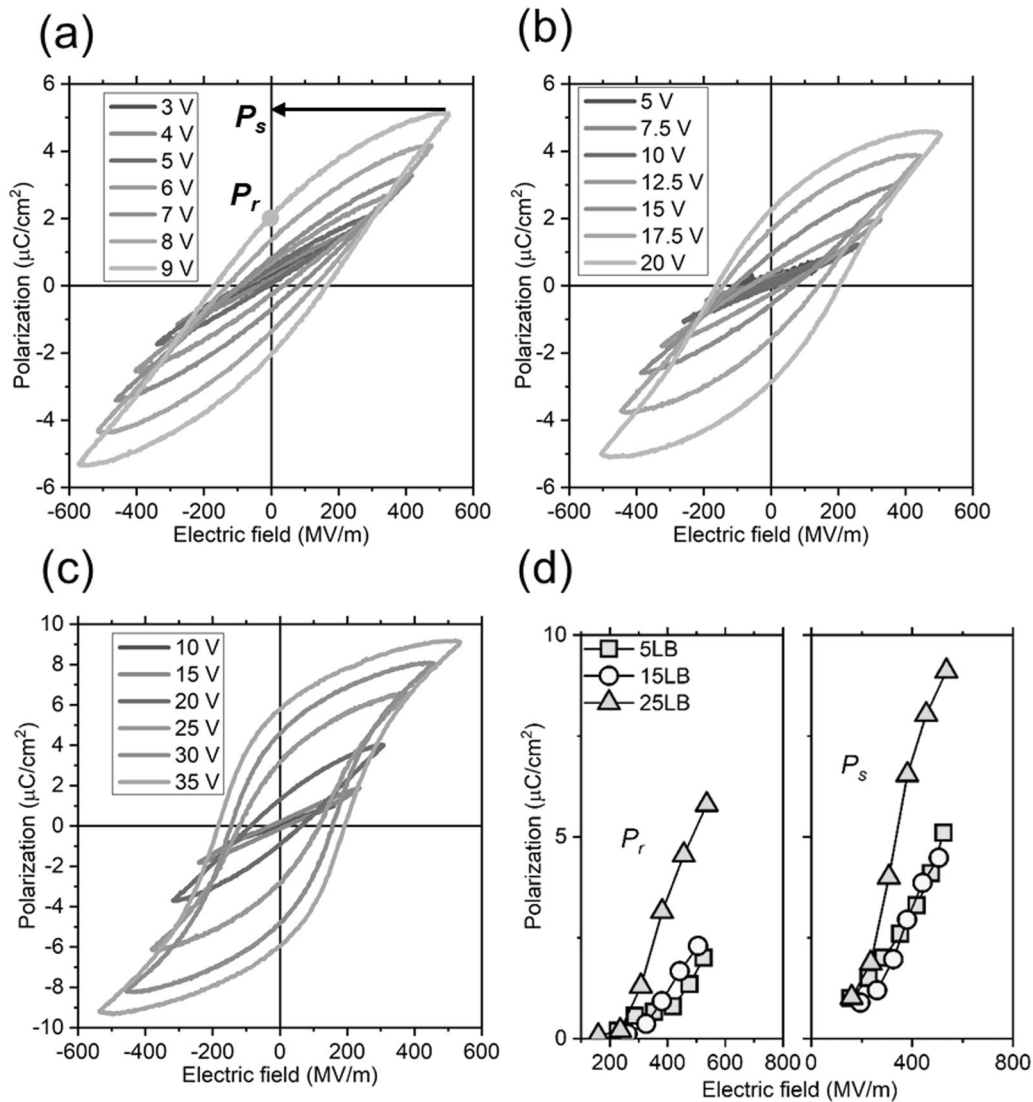 (a)
6
4
2
0
-2
-4
-6
Polarization (μC/cm²)
3 V
4 V
5 V
6 V
7 V
8 V
9 V
Ps
Pr
-600 -400 -200 0 200 400 600
Electric field (MV/m)
(b)
6
4
2
0
-2
-4
-6
Polarization (μC/cm²)
5 V
7.5 V
10 V
12.5 V
15 V
17.5 V
20 V
-600 -400 -200 0 200 400 600
Electric field (MV/m)
(c)
10
8
6
4
2
0
-2
-4
-6
-8
-10
Polarization (μC/cm²)
10 V
15 V
20 V
25 V
30 V
35 V
-600 -400 -200 0 200 400 600
Electric field (MV/m)
(d)
10
5
0
Polarization (μC/cm²)
5LB
15LB
25LB
Pr
Ps
200 400 600 800
0 400 800
Electric field (MV/m)